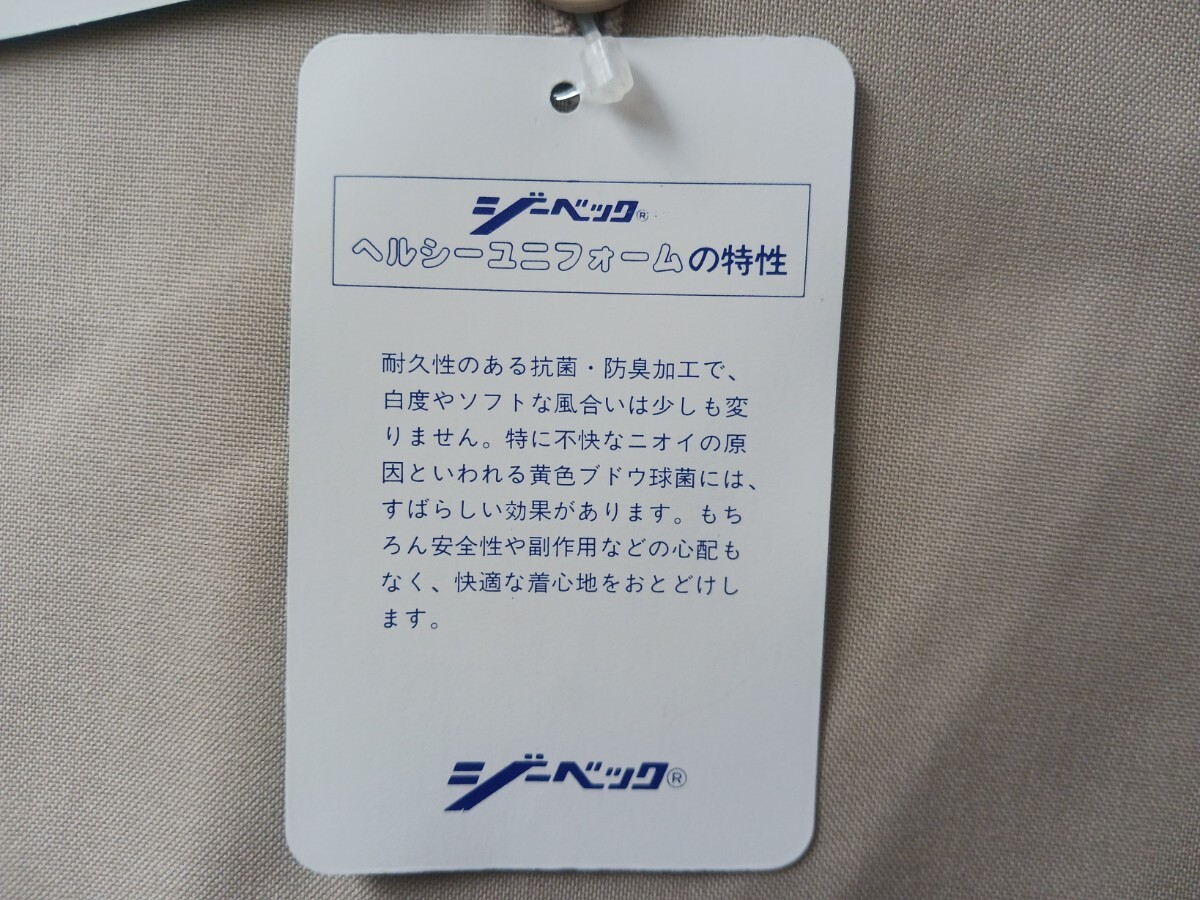 ジーベック®
ヘルシーユニフォームの特性
耐久性のある抗菌・防臭加工で、
白度やソフトな風合いは少しも変
りません。特に不快なニオイの原
因といわれる黄色ブドウ球菌には、
すばらしい効果があります。もち
ろん安全性や副作用などの心配も
なく、快適な着心地をおとどけし
ます。
ジーベック®